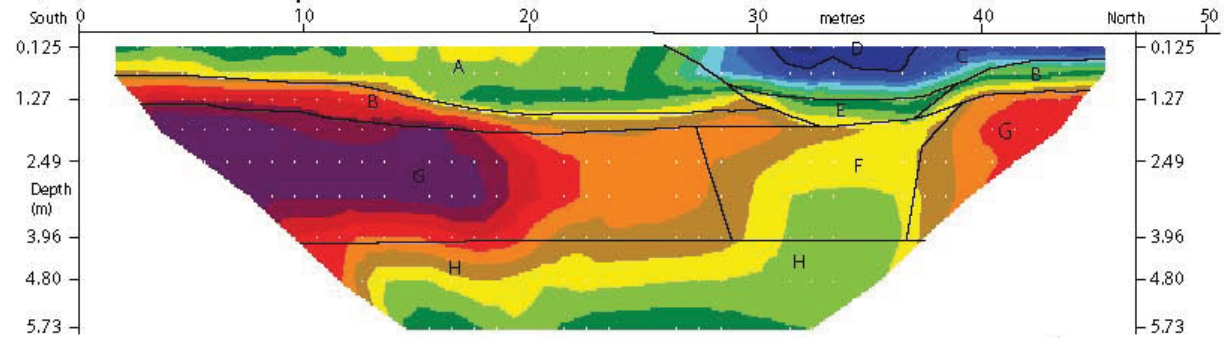 South 0 10 20 30 metres 40 North 50
0.125 D C 0.125
A B
1.27 B E 1.27
G
2.49 G F 2.49
Depth
(m)
3.96 3.96
H H
4.80 4.80
5.73 5.73